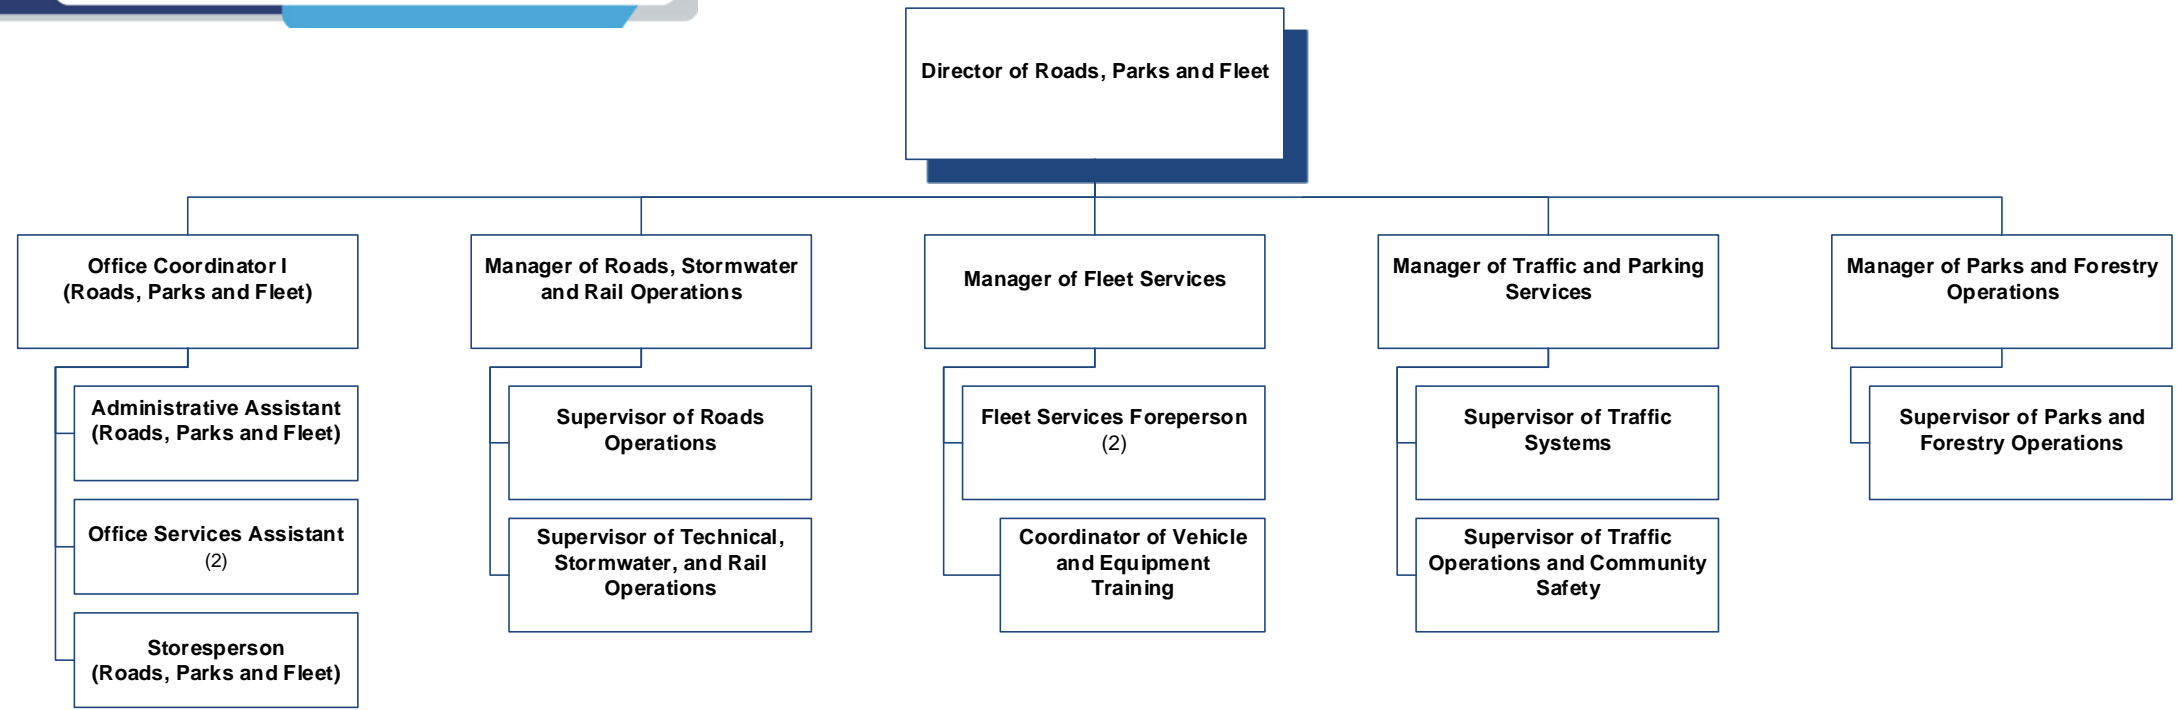 Director of Roads, Parks and Fleet
Office Coordinator I
(Roads, Parks and Fleet)
Manager of Roads, Stormwater
and Rail Operations
Manager of Fleet Services
Manager of Traffic and Parking
Services
Manager of Parks and Forestry
Operations
Administrative Assistant
(Roads, Parks and Fleet)
Office Services Assistant
(2)
Storesperson
(Roads, Parks and Fleet)
Supervisor of Roads
Operations
Supervisor of Technical,
Stormwater, and Rail
Operations
Fleet Services Foreperson
(2)
Coordinator of Vehicle
and Equipment
Training
Supervisor of Traffic
Systems
Supervisor of Traffic
Operations and Community
Safety
Supervisor of Parks and
Forestry Operations